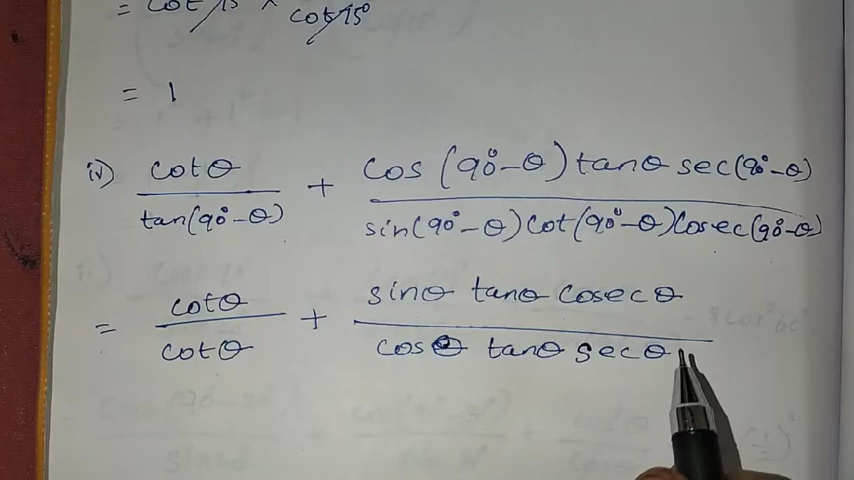 = cot 15° × 
cot 15°
= 1
iv) cotθ / tan(90°-θ) + cos(90°-θ) tanθ sec(90°-θ) / sin(90°-θ) cot(90°-θ) cosec(90°-θ)
= cotθ / cotθ + sinθ tanθ cosecθ / cosθ tanθ secθ